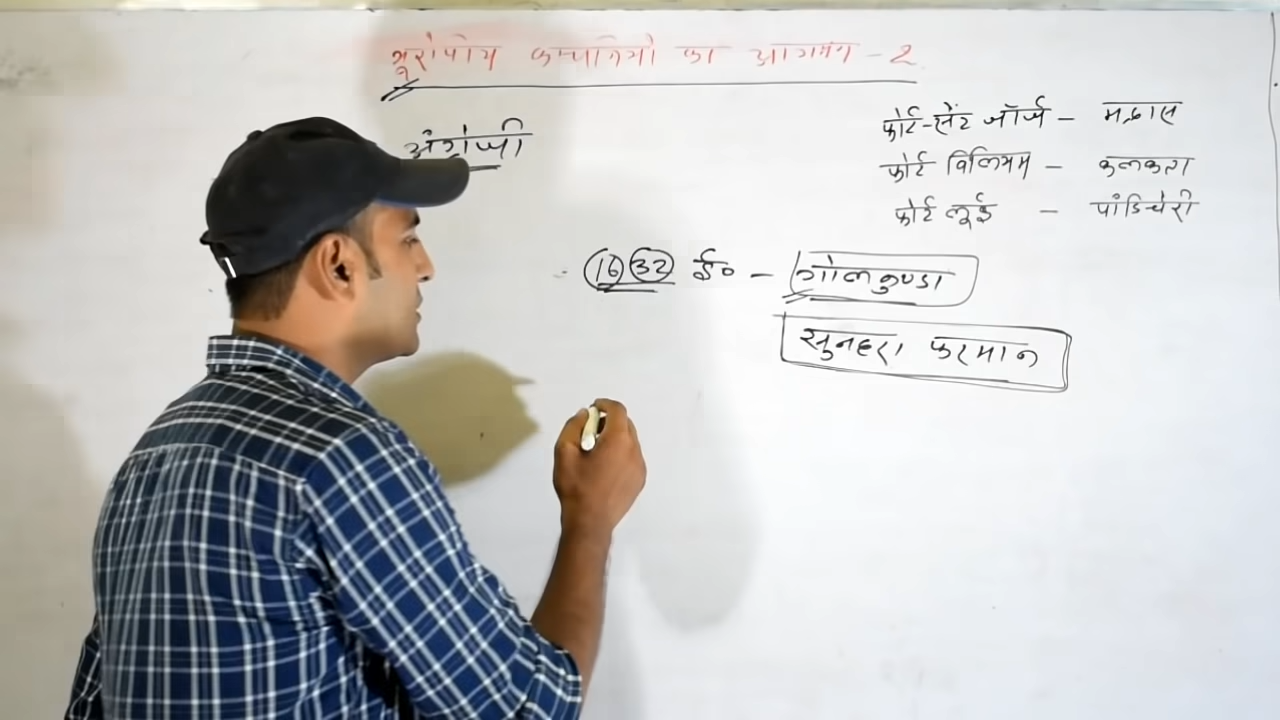 यूरोपीय कम्पनियों का आगमन - 2
अंग्रेजी
फोर्ट-सेंट जॉर्ज - मद्रास
फोर्ट विलियम - कलकत्ता
फोर्ट लुई - पांडिचेरी
1632 ई० - गोलकुण्डा
सुनहरा फरमान